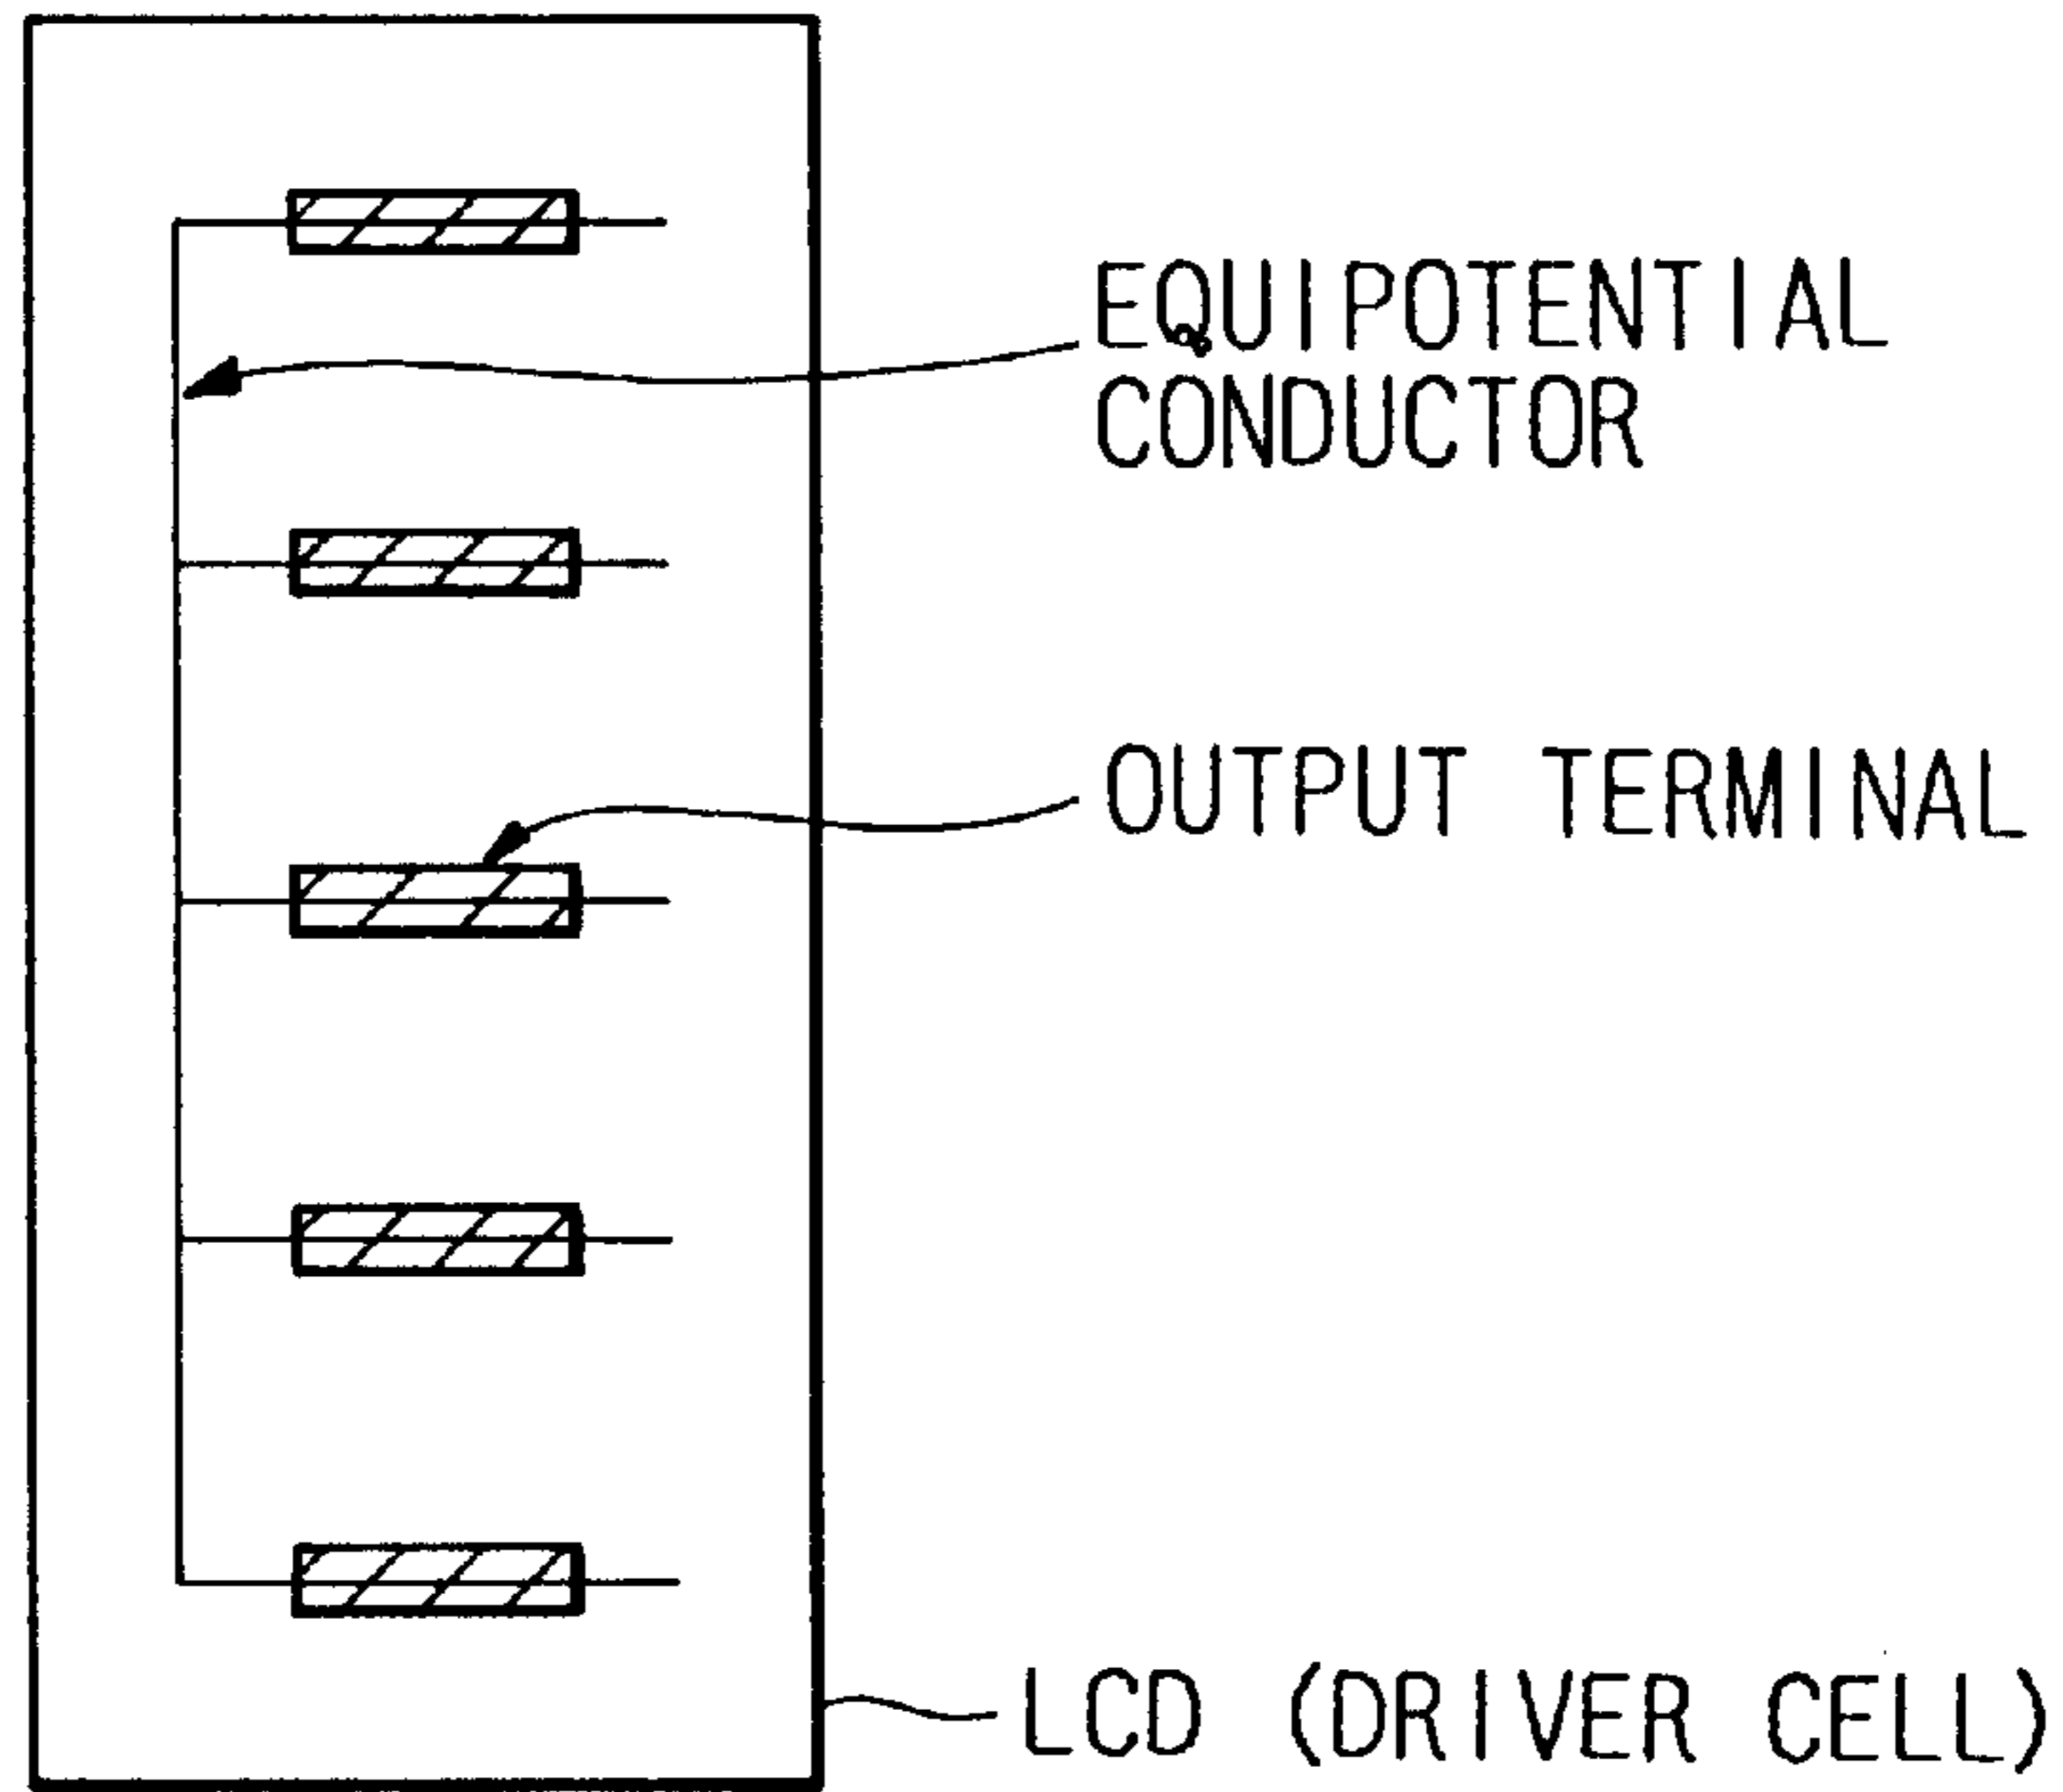 EQUIPOTENTIAL
CONDUCTOR
OUTPUT TERMINAL
LCD (DRIVER CELL)